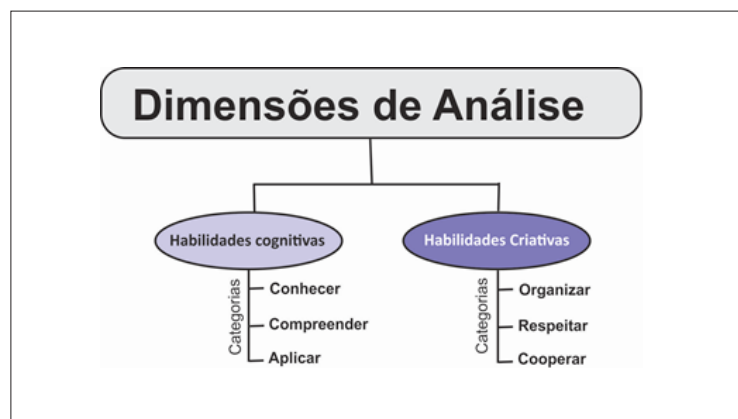 Dimensões de Análise
Habilidades cognitivas
Categorias
Conhecer
Compreender
Aplicar
Habilidades Criativas
Categorias
Organizar
Respeitar
Cooperar